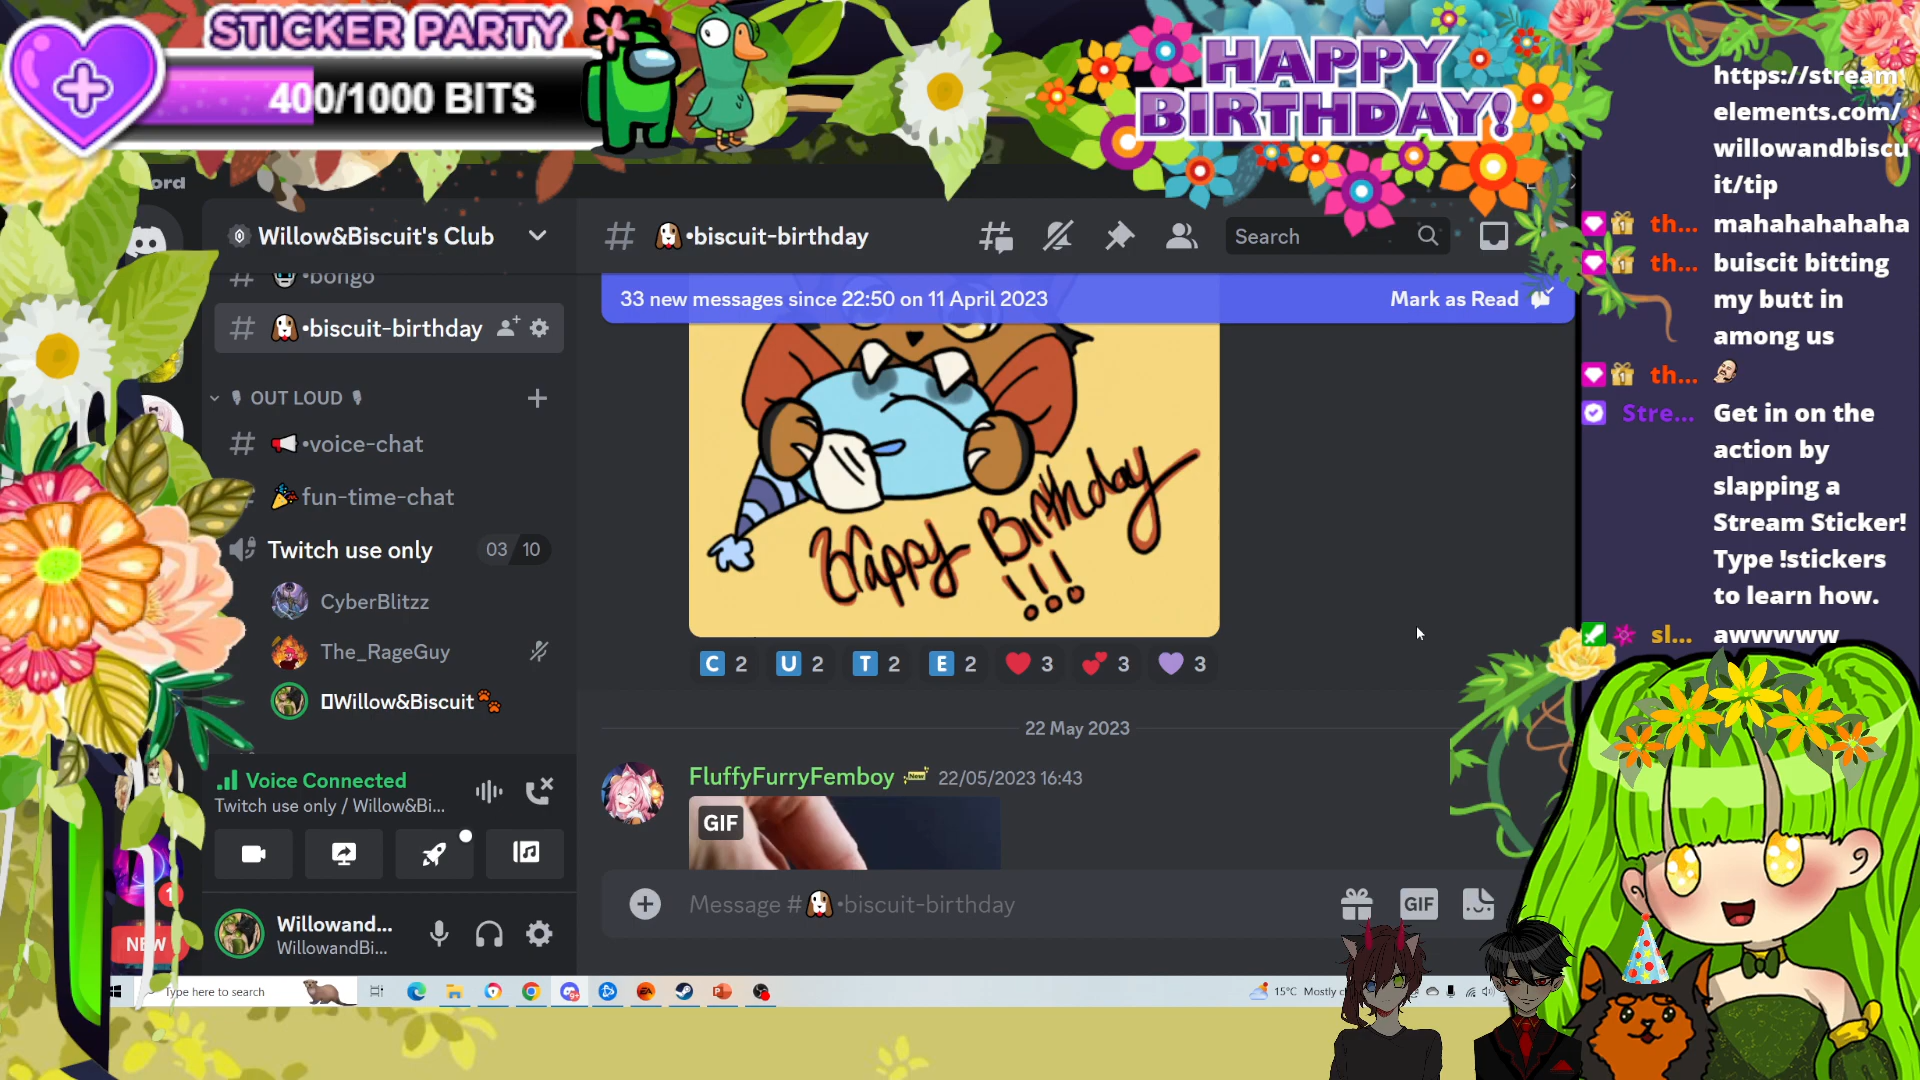 STICKER PARTY
400/1000 BITS
HAPPY
BIRTHDAY!
ord
Willow&Biscuit's Club
•biscuit-birthday
Search
•bongo
•biscuit-birthday
33 new messages since 22:50 on 11 April 2023
Mark as Read
OUT LOUD
•voice-chat
fun-time-chat
Twitch use only
03 10
CyberBlitzz
The_RageGuy
Willow&Biscuit
Voice Connected
Twitch use only / Willow&Bi...
Willowand...
WillowandBi...
NEW
1
Happy Birthday
!!!
C 2 U 2 T 2 E 2 3 3 3
22 May 2023
FluffyFurryFemboy New 22/05/2023 16:43
GIF
Message # •biscuit-birthday
GIF
Type here to search
15°C Mostly
https://stream
elements.com/
willowandbiscu
it/tip
th... mahahahahaha
th... buiscit bitting
my butt in
among us
th...
Stre... Get in on the
action by
slapping a
Stream Sticker!
Type !stickers
to learn how.
sl... awwwww